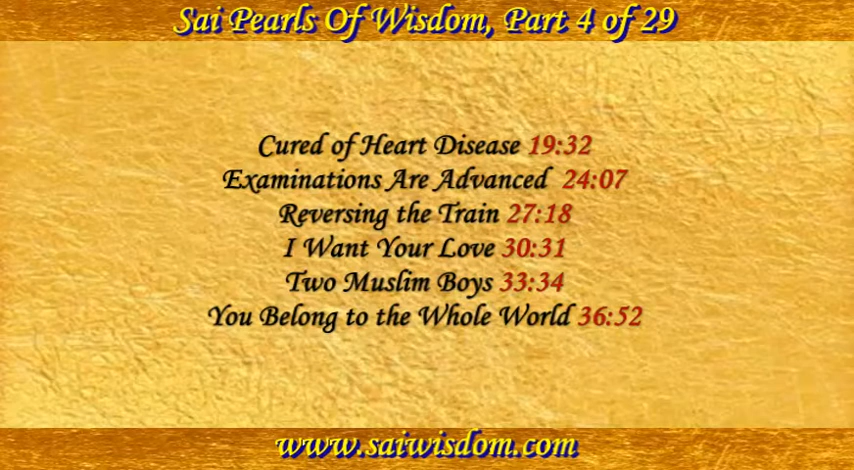 Sai Pearls Of Wisdom, Part 4 of 29
Cured of Heart Disease 19:32
Examinations Are Advanced 24:07
Reversing the Train 27:18
I Want Your Love 30:31
Two Muslim Boys 33:34
You Belong to the Whole World 36:52
www.saiwisdom.com